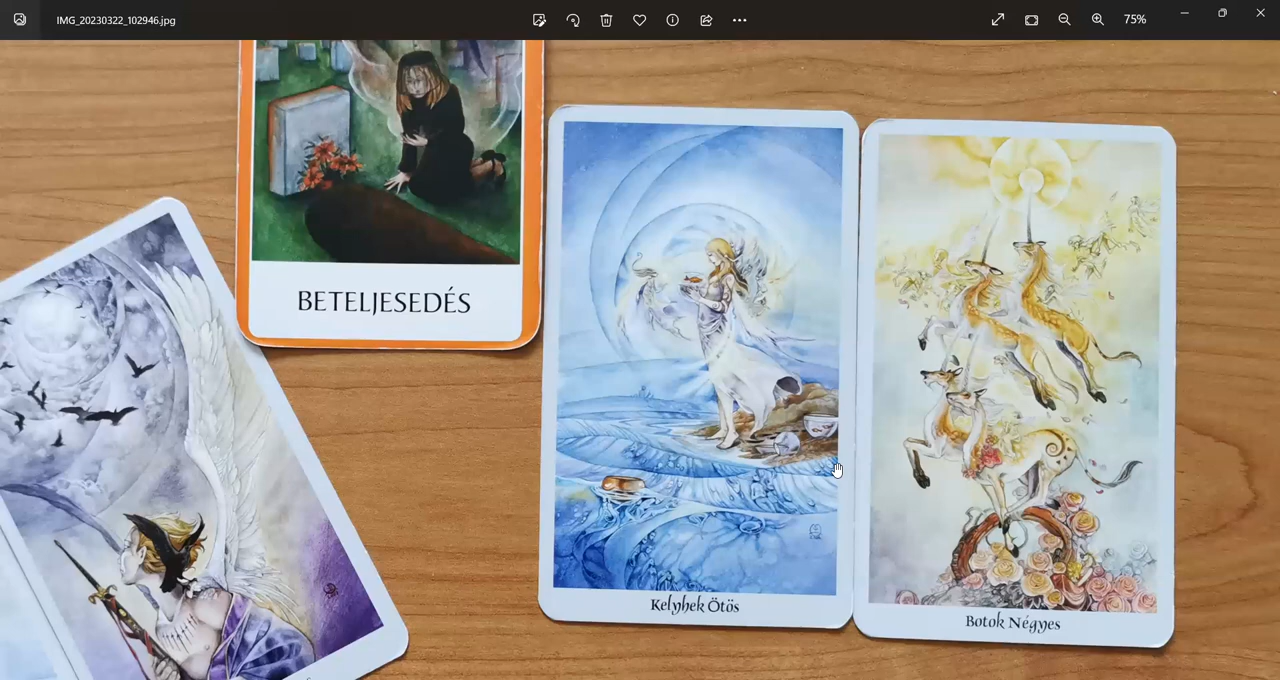 IMG_20230322_102946.jpg
75%
BETELJESEDÉS
Kelyhek Ötös
Botok Négyes